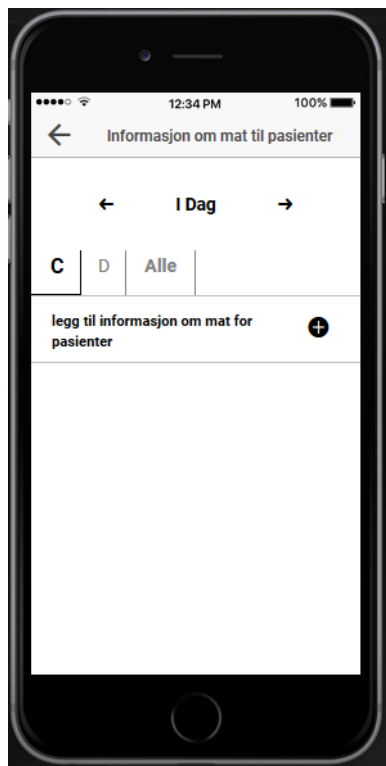 12:34 PM 100%
Informasjon om mat til pasienter
I Dag
C D Alle
legg til informasjon om mat for
pasienter